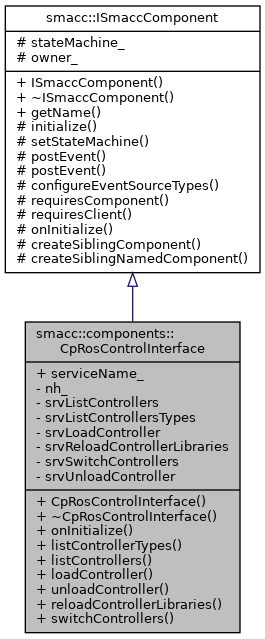 smacc::ISmaccComponent
# stateMachine_
# owner_
+ ISmaccComponent()
+ ~ISmaccComponent()
+ getName()
# initialize()
# setStateMachine()
# postEvent()
# postEvent()
# configureEventSourceTypes()
# requiresComponent()
# requiresClient()
# onInitialize()
# createSiblingComponent()
# createSiblingNamedComponent()
smacc::components::
CpRosControlInterface
+ serviceName_
- nh_
- srvListControllers
- srvListControllersTypes
- srvLoadController
- srvReloadControllerLibraries
- srvSwitchControllers
- srvUnloadController
+ CpRosControlInterface()
+ ~CpRosControlInterface()
+ onInitialize()
+ listControllerTypes()
+ listControllers()
+ loadController()
+ unloadController()
+ reloadControllerLibraries()
+ switchControllers()